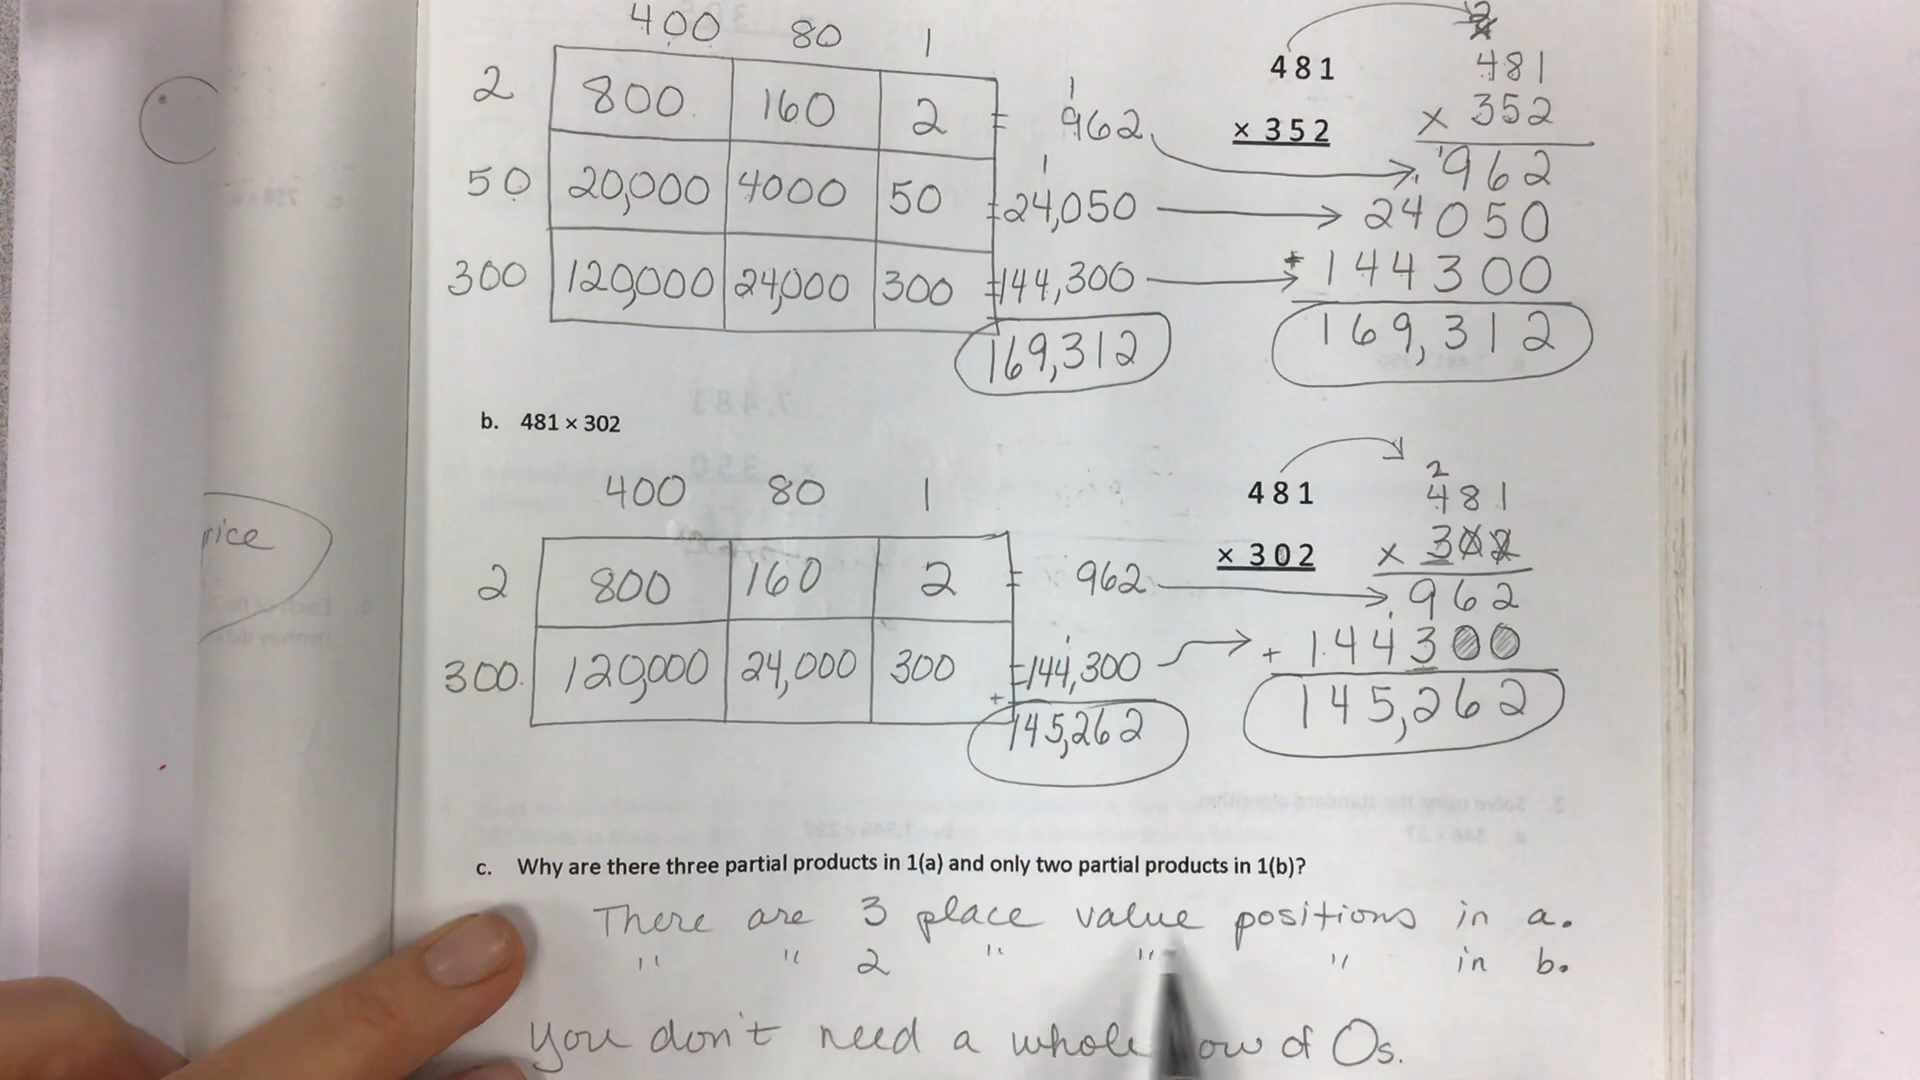 400 80 1
2 800 160 2 = 962
50 20,000 4000 50 = 24,050
300 120,000 24,000 300 = 144,300
169,312
481
× 352
2
481
× 352
962
24050
+ 144300
169,312
b. 481 × 302
400 80 1
2 800 160 2 = 962
300 120,000 24,000 300 = 144,300
+
145,262
481
× 302
2
481
× 302
962
+ 144300
145,262
rice
c. Why are there three partial products in 1(a) and only two partial products in 1(b)?
There are 3 place value positions in a.
" " 2 " " " in b.
You don't need a whole of Os.